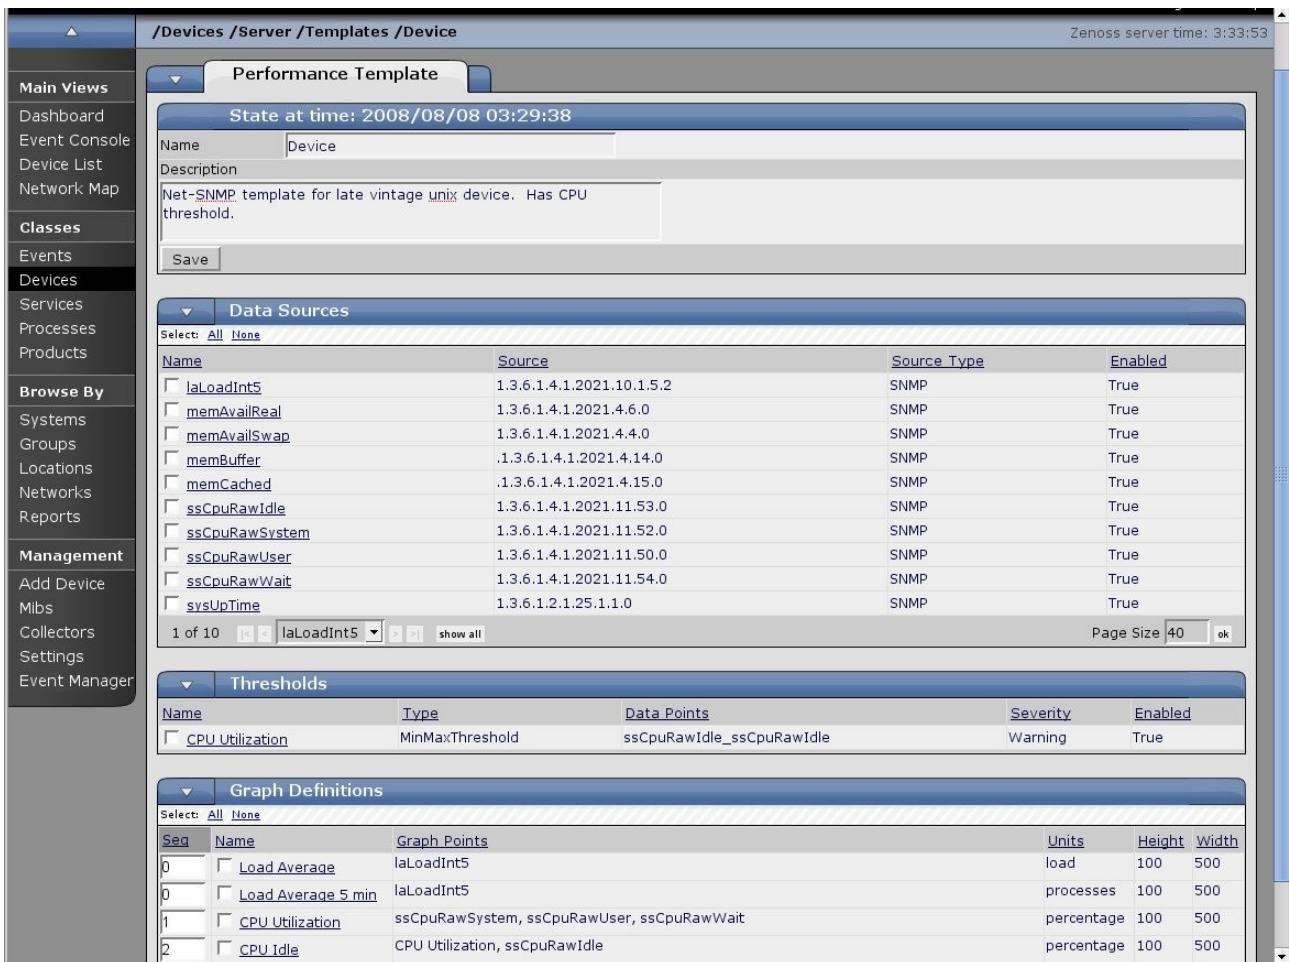 /Devices /Server /Templates /Device
Zenoss server time: 3:33:53
Main Views
Dashboard
Event Console
Device List
Network Map
Classes
Events
Devices
Services
Processes
Products
Browse By
Systems
Groups
Locations
Networks
Reports
Management
Add Device
Mibs
Collectors
Settings
Event Manager
Performance Template
State at time: 2008/08/08 03:29:38
Name Device
Description
Net-SNMP template for late vintage unix device. Has CPU
threshold.
Save
Data Sources
Select: All None
Name Source Source Type Enabled
laLoadInt5 1.3.6.1.4.1.2021.10.1.5.2 SNMP True
memAvailReal 1.3.6.1.4.1.2021.4.6.0 SNMP True
memAvailSwap 1.3.6.1.4.1.2021.4.4.0 SNMP True
memBuffer .1.3.6.1.4.1.2021.4.14.0 SNMP True
memCached .1.3.6.1.4.1.2021.4.15.0 SNMP True
ssCpuRawIdle 1.3.6.1.4.1.2021.11.53.0 SNMP True
ssCpuRawSystem 1.3.6.1.4.1.2021.11.52.0 SNMP True
ssCpuRawUser 1.3.6.1.4.1.2021.11.50.0 SNMP True
ssCpuRawWait 1.3.6.1.4.1.2021.11.54.0 SNMP True
sysUpTime 1.3.6.1.2.1.25.1.1.0 SNMP True
1 of 10 |< < laLoadInt5 > >| show all Page Size 40 ok
Thresholds
Name Type Data Points Severity Enabled
CPU Utilization MinMaxThreshold ssCpuRawIdle_ssCpuRawIdle Warning True
Graph Definitions
Select: All None
Seq Name Graph Points Units Height Width
0 Load Average laLoadInt5 load 100 500
0 Load Average 5 min laLoadInt5 processes 100 500
1 CPU Utilization ssCpuRawSystem, ssCpuRawUser, ssCpuRawWait percentage 100 500
2 CPU Idle CPU Utilization, ssCpuRawIdle percentage 100 500